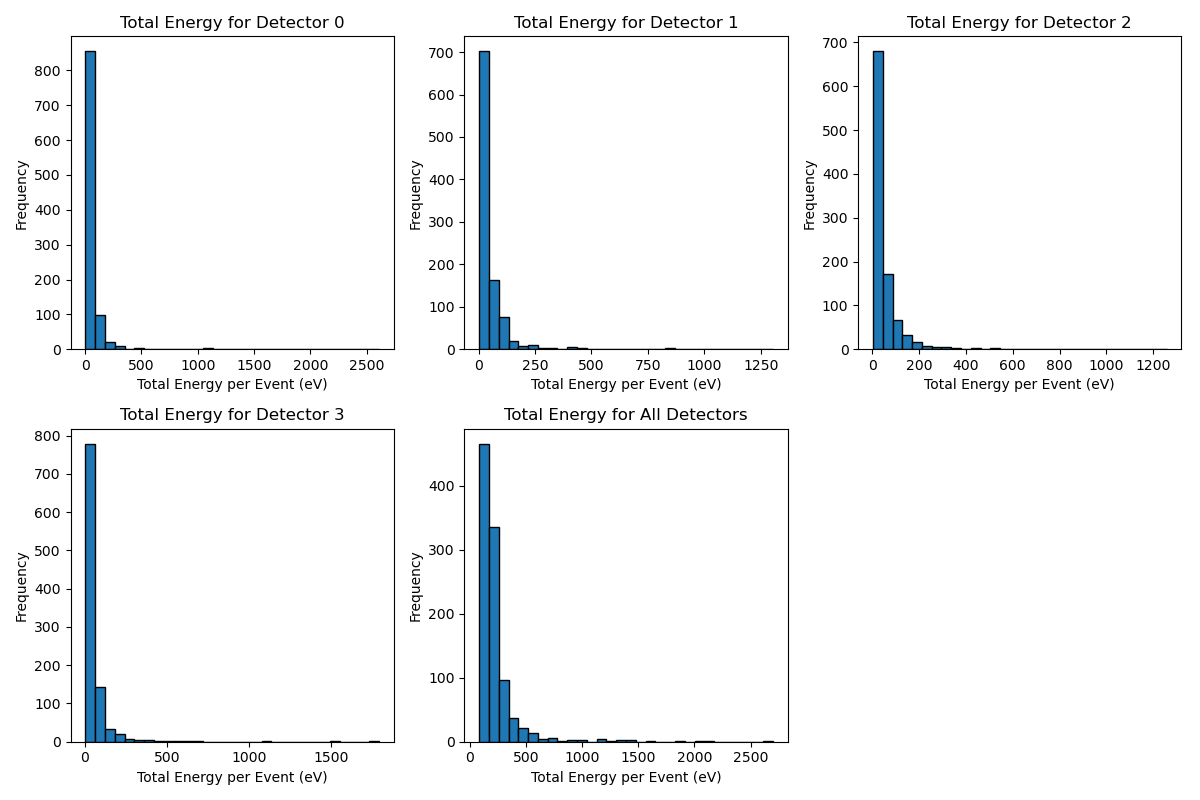 Total Energy for Detector 0
Frequency
800
700
600
500
400
300
200
100
0
0 500 1000 1500 2000 2500
Total Energy per Event (eV)
Total Energy for Detector 1
Frequency
700
600
500
400
300
200
100
0
0 250 500 750 1000 1250
Total Energy per Event (eV)
Total Energy for Detector 2
Frequency
700
600
500
400
300
200
100
0
0 200 400 600 800 1000 1200
Total Energy per Event (eV)
Total Energy for Detector 3
Frequency
800
700
600
500
400
300
200
100
0
0 500 1000 1500
Total Energy per Event (eV)
Total Energy for All Detectors
Frequency
400
300
200
100
0
0 500 1000 1500 2000 2500
Total Energy per Event (eV)